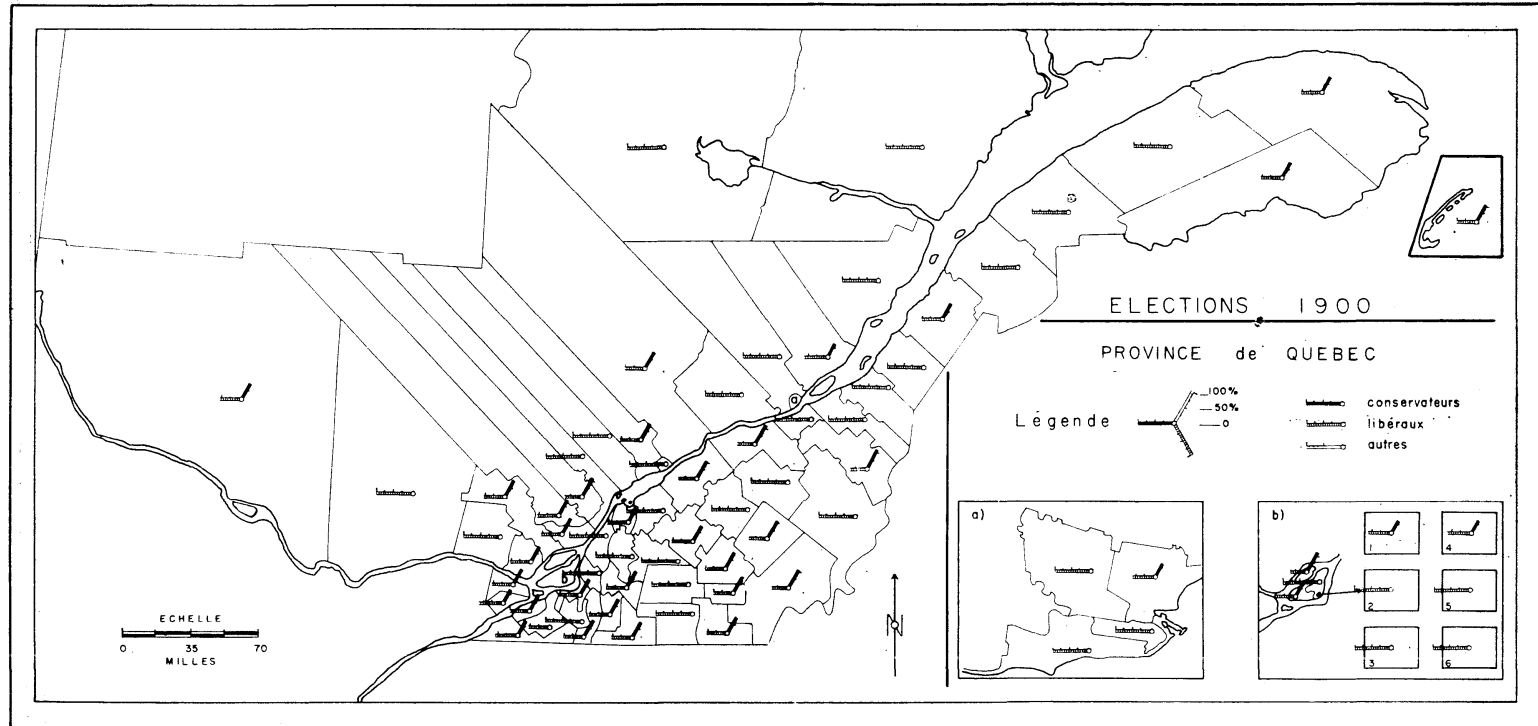 ELECTIONS 1900
PROVINCE de QUEBEC
Légende
100%
50%
0
conservateurs
libéraux
autres
a
b
ECHELLE
0 35 70
MILLES
N
a)
b)
1 4
2 5
3 6